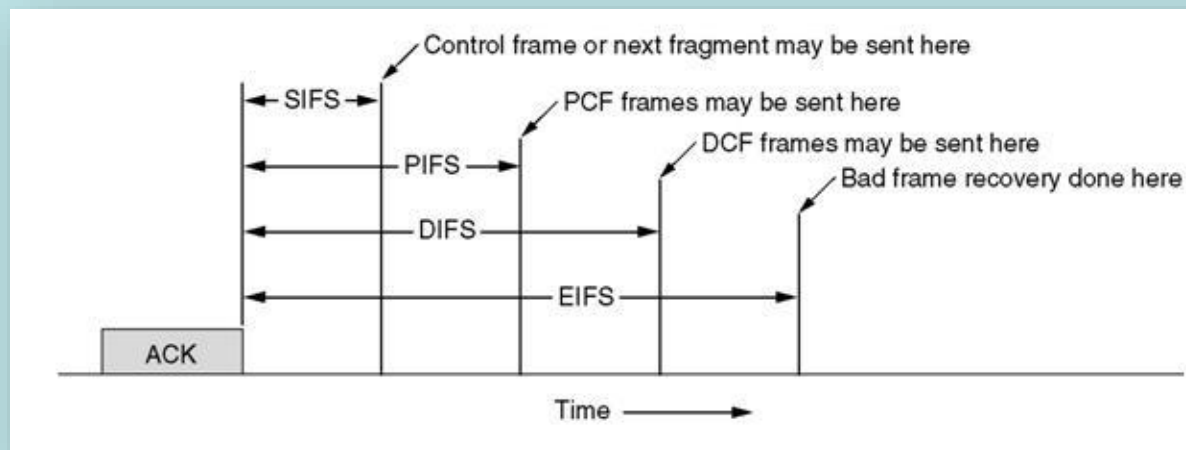 Control frame or next fragment may be sent here
SIFS
PCF frames may be sent here
DCF frames may be sent here
PIFS
Bad frame recovery done here
DIFS
EIFS
ACK
Time